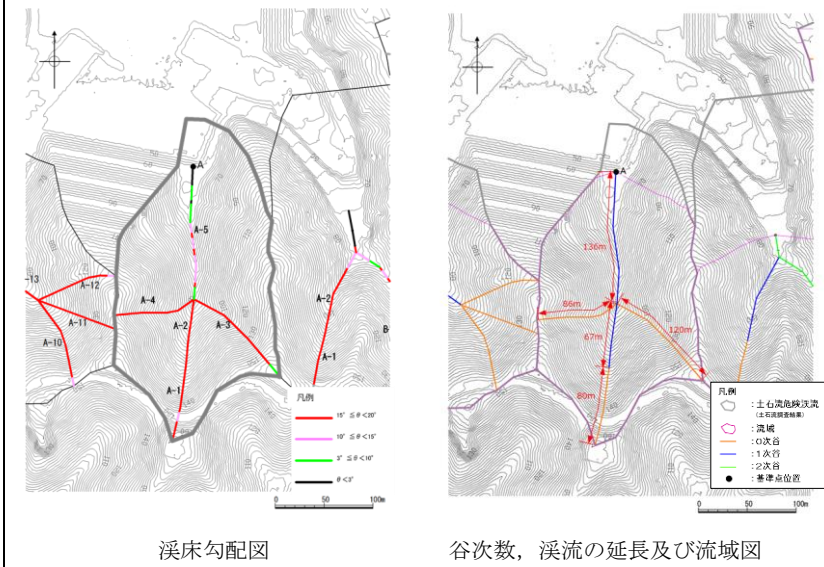 A
A-5
A-4
A-2
A-3
A-1
-13
A-12
A-11
A-10
A-2
A-1
凡例
15° ≦θ<20°
10° ≦θ<15°
3° ≦θ<10°
θ<3°
0
100m
渓床勾配図
A
136m
86m
67m
120m
80m
凡例
:土石流危険渓流
(土石流調査結果)
:流域
:0次谷
:1次谷
:2次谷
:基準点位置
0
100m
谷次数,渓流の延長及び流域図